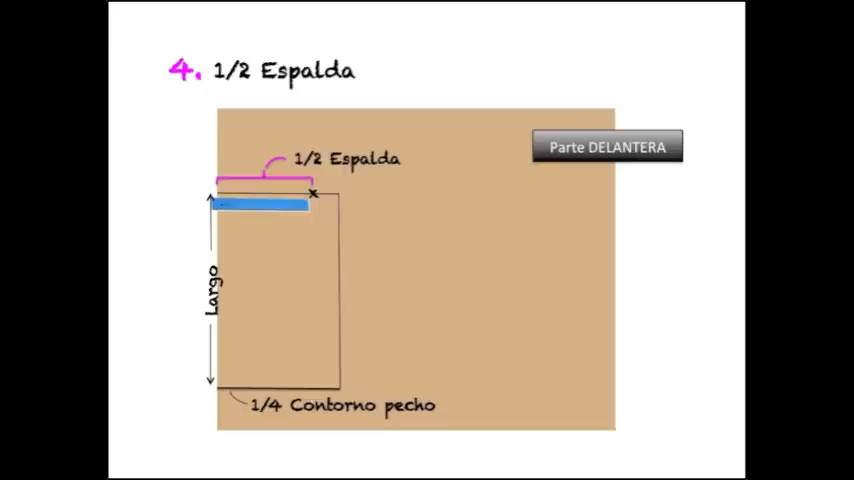 4. 1/2 Espalda
Parte DELANTERA
1/2 Espalda
Largo
1/4 Contorno pecho